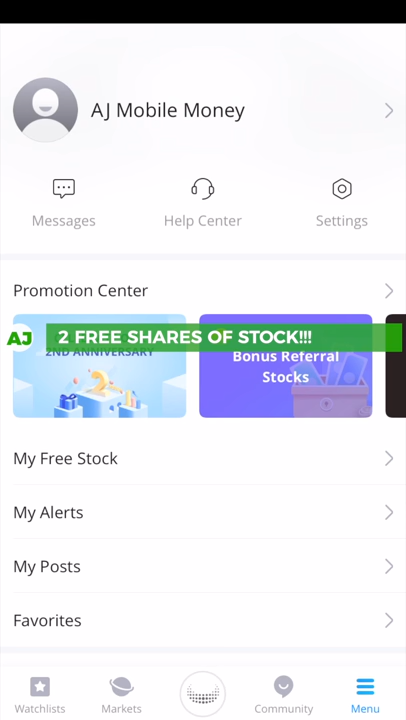 AJ Mobile Money
Messages
Help Center
Settings
Promotion Center
AJ
2 FREE SHARES OF STOCK!!!
2ND ANNIVERSARY
Bonus Referral
Stocks
My Free Stock
My Alerts
My Posts
Favorites
Watchlists
Markets
Community
Menu